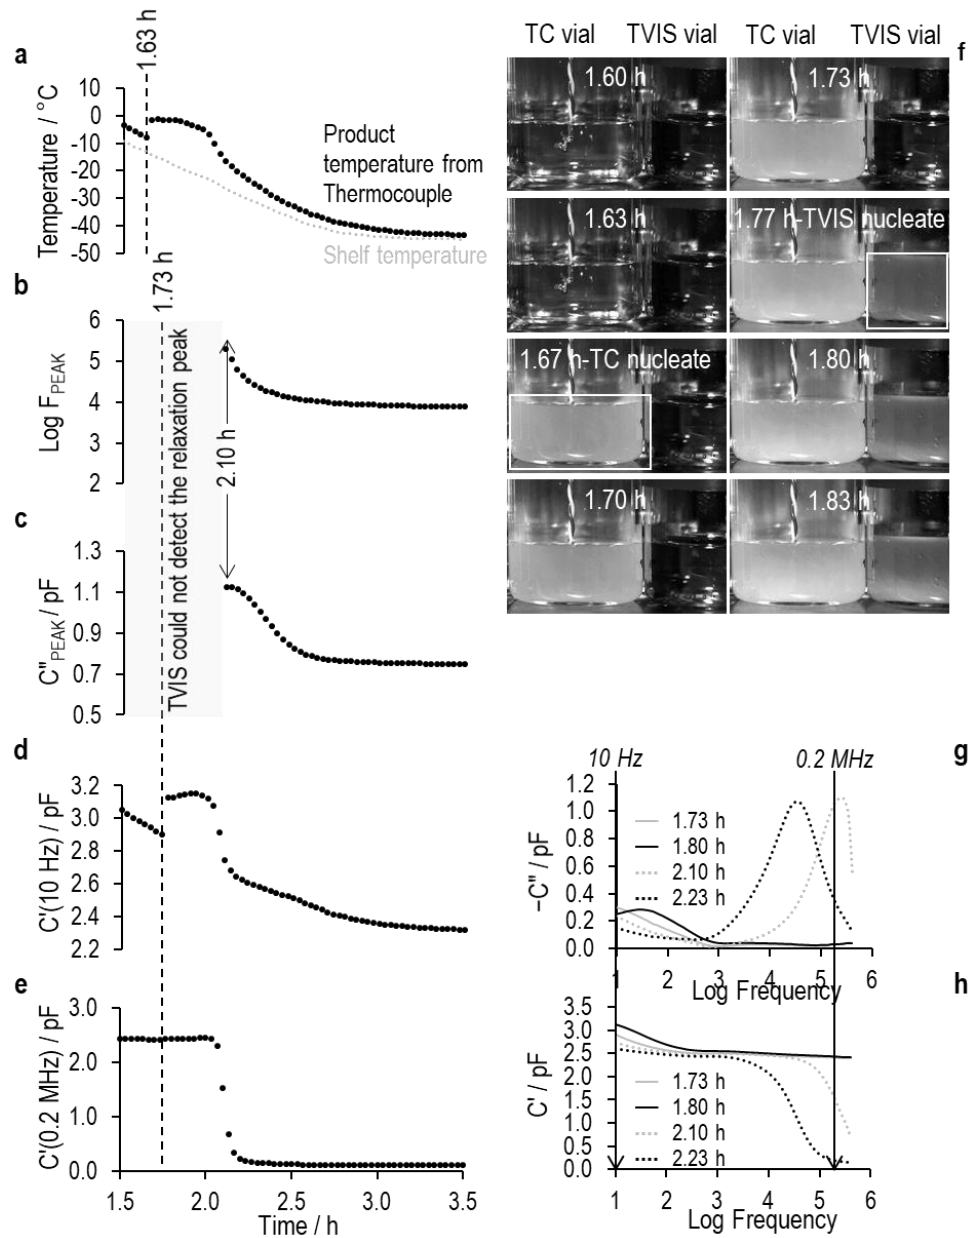 a
1.63 h
Temperature / °C
10
0
-10
-20
-30
-40
-50
Product
temperature from
Thermocouple
Shelf temperature
b
1.73 h
Log FPEAK
6
5
4
3
2
TVIS could not detect the relaxation peak
2.10 h
c
C"PEAK / pF
1.3
1.1
0.9
0.7
0.5
d
C'(10 Hz) / pF
3.2
3.0
2.8
2.6
2.4
2.2
e
C'(0.2 MHz) / pF
3.0
2.0
1.0
0.0
1.5 2.0 2.5 3.0 3.5
Time / h
TC vial TVIS vial TC vial TVIS vial
f
1.60 h
1.73 h
1.63 h
1.77 h-TVIS nucleate
1.67 h-TC nucleate
1.80 h
1.70 h
1.83 h
10 Hz
0.2 MHz
g
−C" / pF
1.2
1.0
0.8
0.6
0.4
0.2
0.0
1.73 h
1.80 h
2.10 h
2.23 h
1 2 3 4 5 6
Log Frequency
h
C' / pF
3.5
3.0
2.5
2.0
1.5
1.0
0.5
0.0
1.73 h
1.80 h
2.10 h
2.23 h
1 2 3 4 5 6
Log Frequency